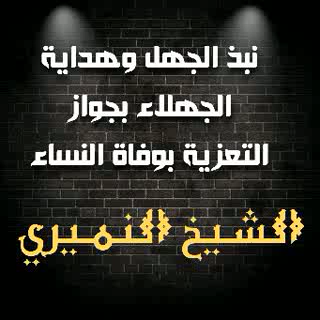 نبذ الجهل وهداية
الجهلاء بجواز
التعزية بوفاة النساء
الشيخ النميري